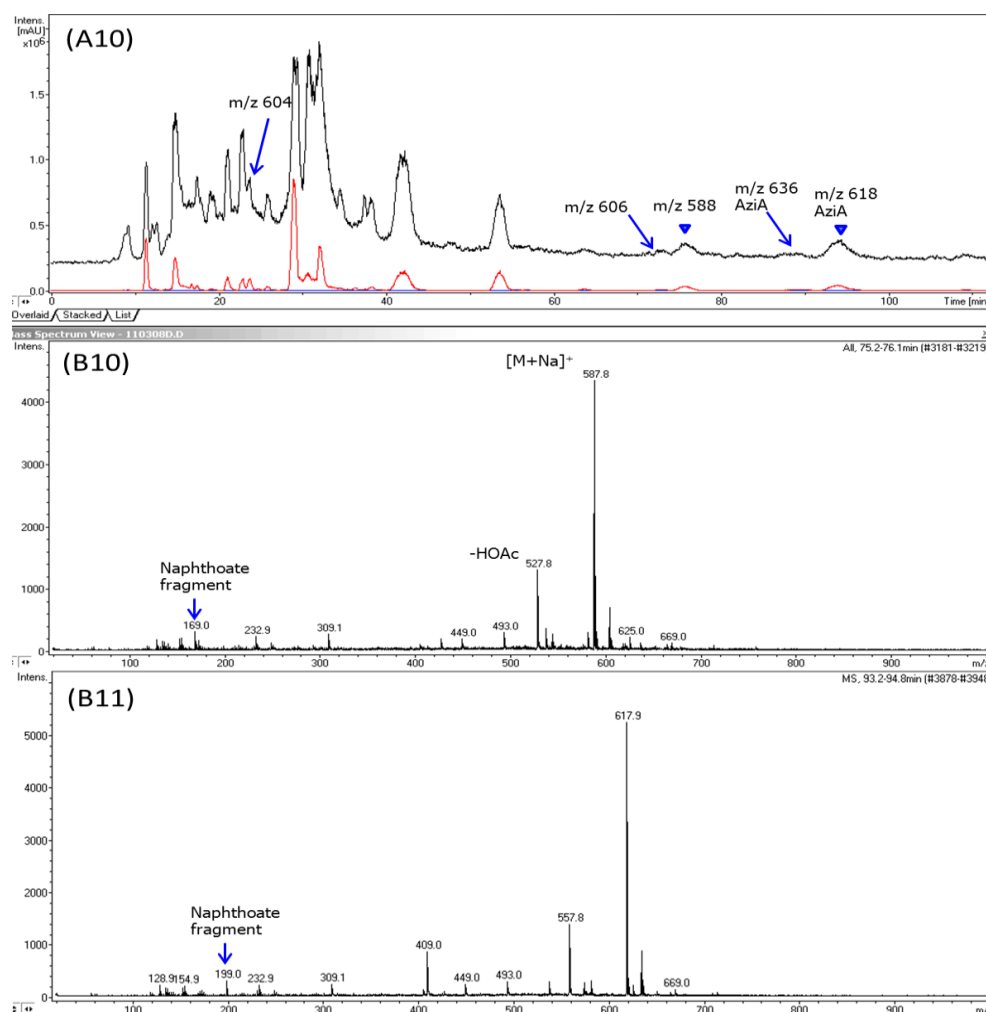 Intens.
[mAU]
x10⁶
(A10)
1.5
m/z 604
1.0
m/z 606
m/z 588
m/z 636
AziA
m/z 618
AziA
0.5
0.0
0 20 40 60 80 100 Time [min
Overlaid Stacked List
ass Spectrum View - 110308D.D
Intens.
All, 75.2-76.1min (#3181-#3219
(B10)
[M+Na]⁺
587.8
4000
3000
2000
-HOAc
527.8
1000
Naphthoate
fragment
169.0 232.9 309.1 449.0 493.0 625.0 669.0
0
100 200 300 400 500 600 700 800 900 m/z
Intens.
MS, 93.2-94.8min (#3878-#3948
(B11)
617.9
5000
4000
3000
2000
557.8
Naphthoate
fragment
1000
409.0
128.9 154.9 199.0 232.9 309.1 449.0 493.0 669.0
0
100 200 300 400 500 600 700 800 900